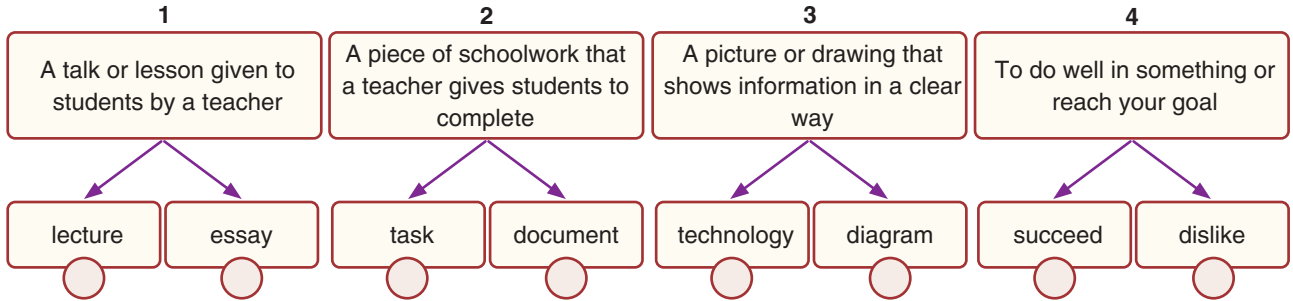 1
A talk or lesson given to
students by a teacher
lecture
essay
2
A piece of schoolwork that
a teacher gives students to
complete
task
document
3
A picture or drawing that
shows information in a clear
way
technology
diagram
4
To do well in something or
reach your goal
succeed
dislike